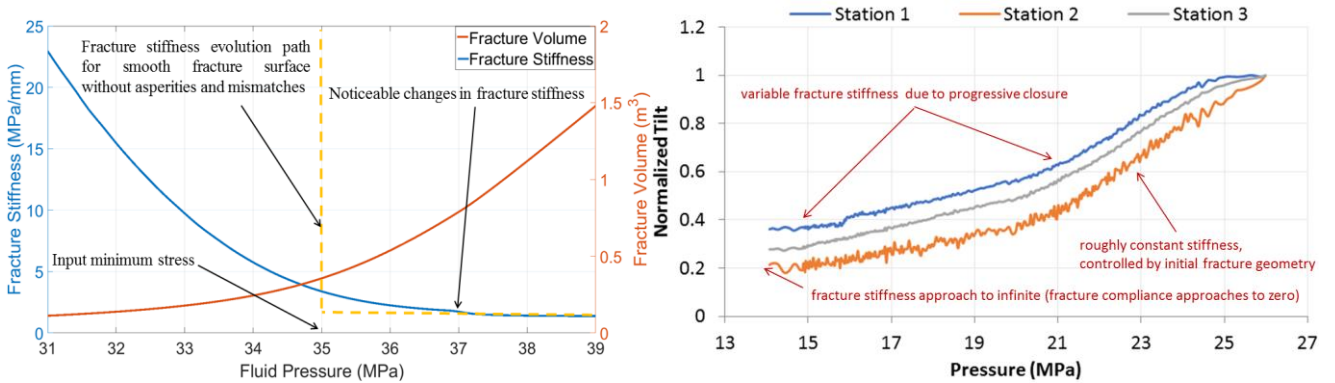 25
20
15
10
5
0
Fracture Stiffness (MPa/mm)
Fracture stiffness evolution path
for smooth fracture surface
without asperities and mismatches
Fracture Volume
Fracture Stiffness
Noticeable changes in fracture stiffness
Input minimum stress
2
1.5
1
0.5
0
Fracture Volume (m³)
31 32 33 34 35 36 37 38 39
Fluid Pressure (MPa)
Station 1 Station 2 Station 3
1
0.8
0.6
0.4
0.2
0
Normalized Tilt
variable fracture stiffness due to progressive closure
roughly constant stiffness,
controlled by initial fracture geometry
fracture stiffness approach to infinite (fracture compliance approaches to zero)
13 15 17 19 21 23 25 27
Pressure (MPa)